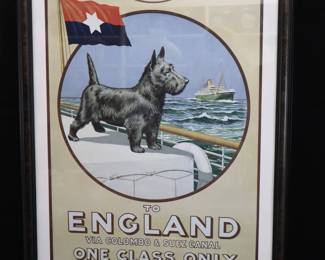 TO
ENGLAND
VIA COLOMBO & SUEZ CANAL
ONE CLASS ONLY